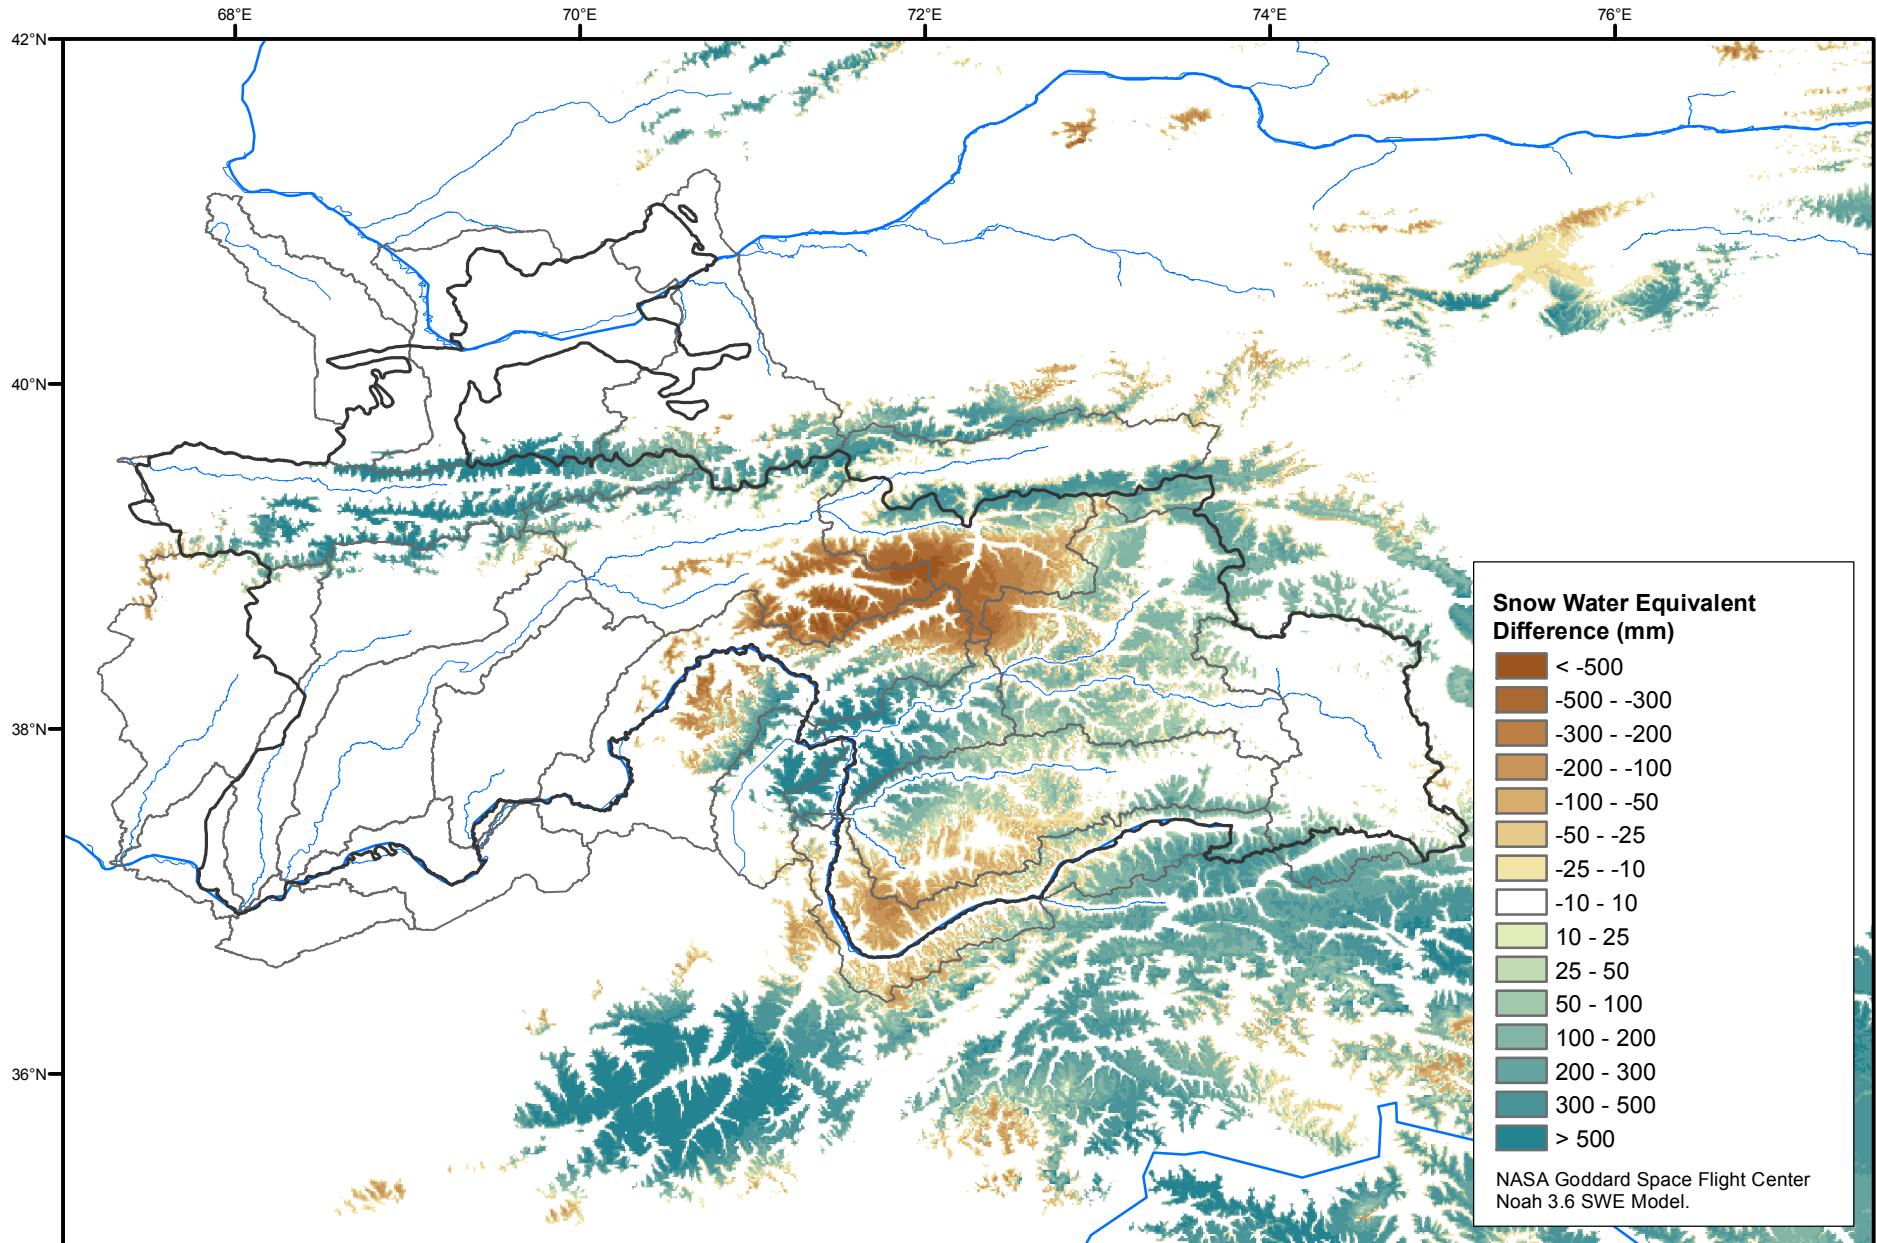 68°E 70°E 72°E 74°E 76°E
42°N
40°N
38°N
36°N
Snow Water Equivalent
Difference (mm)
< -500
-500 - -300
-300 - -200
-200 - -100
-100 - -50
-50 - -25
-25 - -10
-10 - 10
10 - 25
25 - 50
50 - 100
100 - 200
200 - 300
300 - 500
> 500
NASA Goddard Space Flight Center
Noah 3.6 SWE Model.